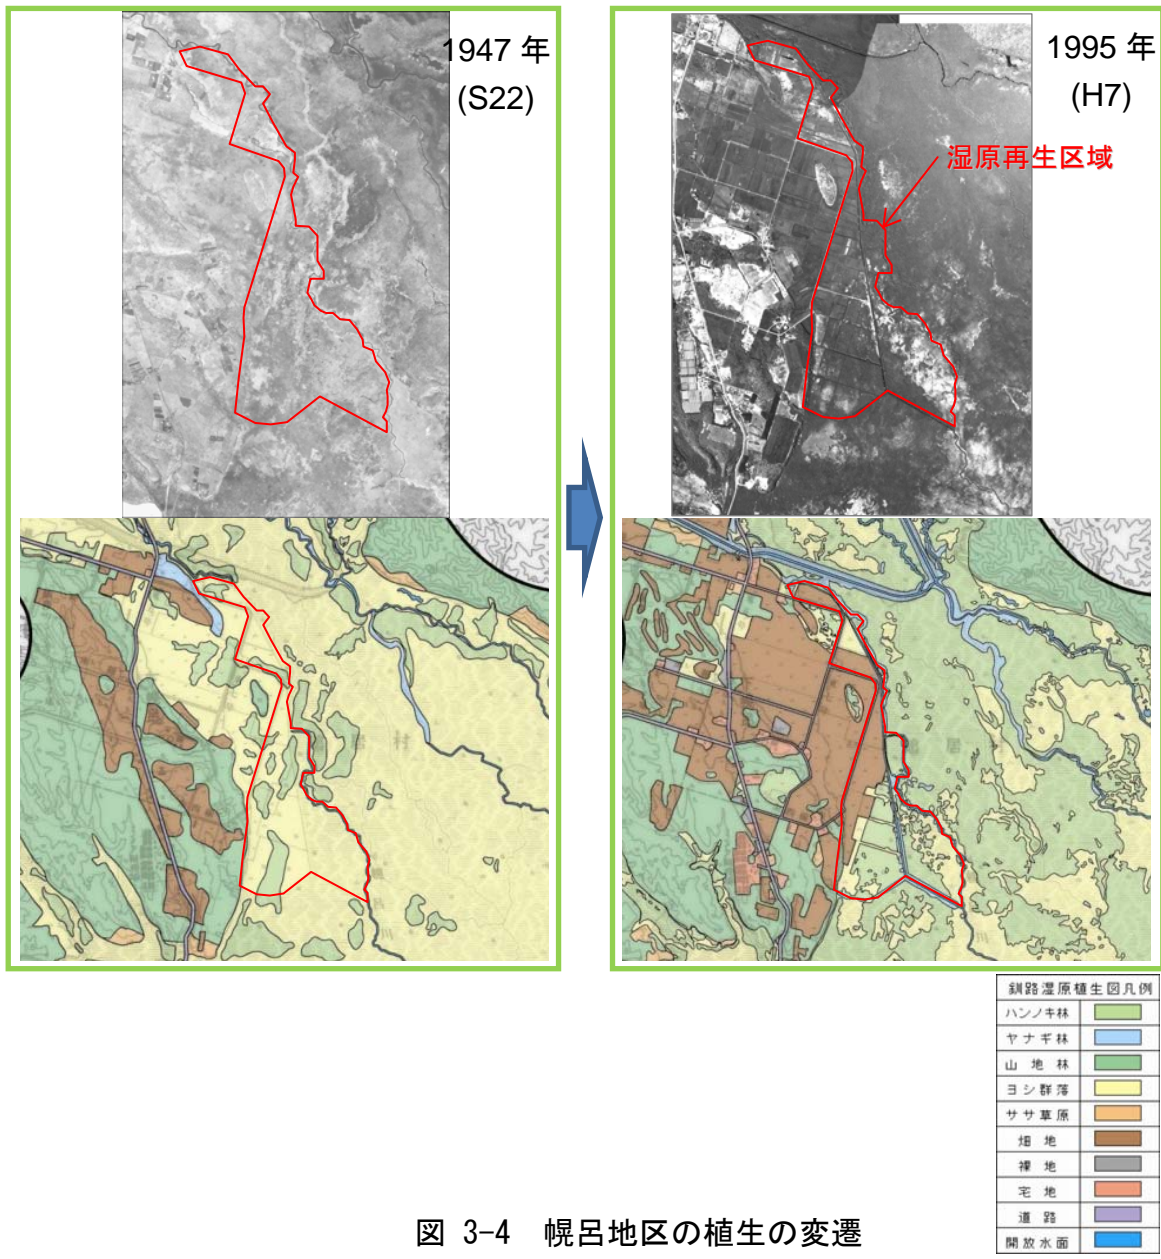 1947 年
(S22)
1995 年
(H7)
湿原再生区域
釧路湿原植生図凡例
ハンノキ林
ヤナギ林
山 地 林
ヨシ群落
ササ草原
畑 地
裸 地
宅 地
道 路
開放水面
図 3-4 幌呂地区の植生の変遷